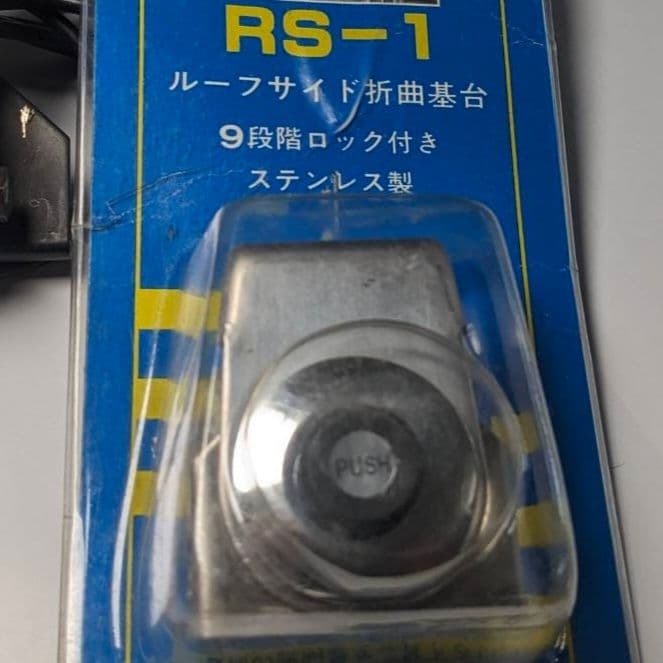 RS-1
ルーフサイド折曲基台
9段階ロック付き
ステンレス製
PUSH